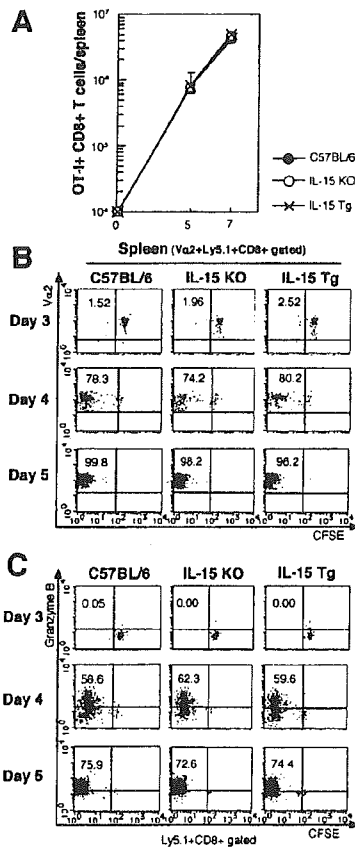 A
OT-I+ CD8+ T cells/spleen
10⁷
10⁶
10⁵
10⁴
0 5 7
C57BL/6
IL-15 KO
IL-15 Tg
B
Spleen (Vα2+Ly5.1+CD8+ gated)
C57BL/6 IL-15 KO IL-15 Tg
Vα2
Day 3
1.52 1.96 2.52
Day 4
78.3 74.2 80.2
Day 5
99.8 98.2 96.2
CFSE
C
C57BL/6 IL-15 KO IL-15 Tg
Granzyme B
Day 3
0.05 0.00 0.00
Day 4
58.6 62.3 59.6
Day 5
75.9 72.6 74.4
Ly5.1+CD8+ gated
CFSE